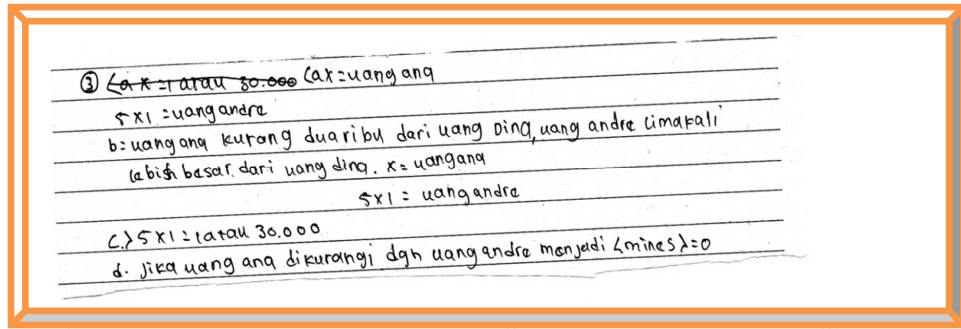 ③ <a x = 1 atau 30.000 (a x = uang ana
5x1 = uang andre
b = uang ana kurang dua ribu dari uang Dina, uang andre limakali
lebih besar dari uang dina. x = uang ana
5x1 = uang andre
c.) 5x1 = 1 atau 30.000
d. Jika uang ana dikurangi dgn uang andre menjadi <mines> = 0